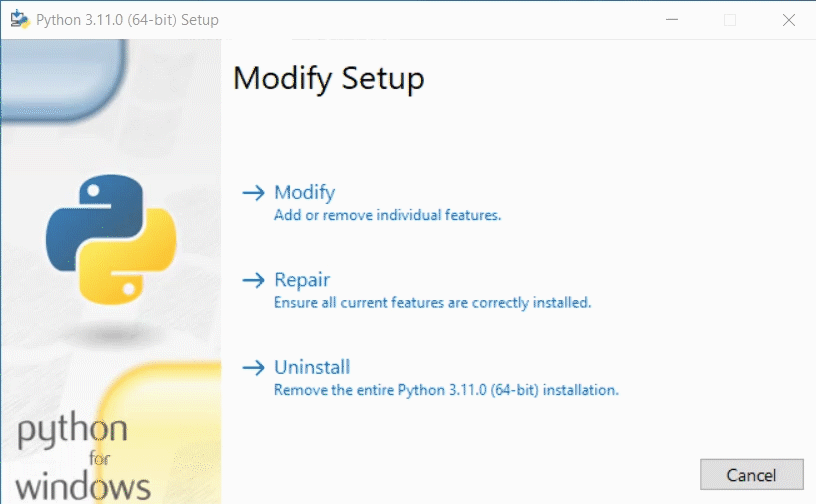 Python 3.11.0 (64-bit) Setup
Modify Setup
Modify
Add or remove individual features.
Repair
Ensure all current features are correctly installed.
Uninstall
Remove the entire Python 3.11.0 (64-bit) installation.
python
for
windows
Cancel